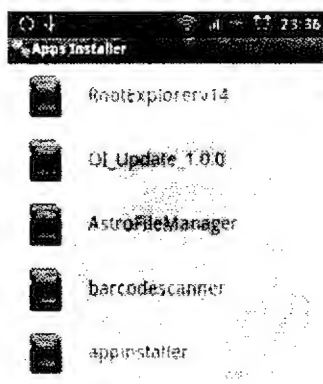 23:36
Apps Installer
RootExplorerv14
OI_Update_1.0.0
AstroFileManager
barcodescanner
appinstaller